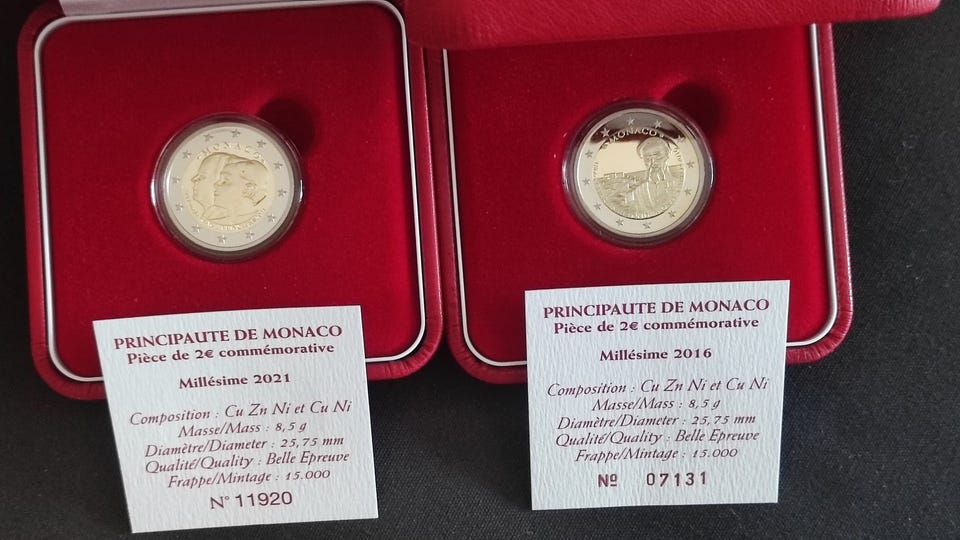 MONACO
PRINCIPAUTE DE MONACO
Pièce de 2€ commémorative
Millésime 2021
Composition : Cu Zn Ni et Cu Ni
Masse/Mass : 8,5 g
Diamètre/Diameter : 25,75 mm
Qualité/Quality : Belle Epreuve
Frappe/Mintage : 15.000
N° 11920
MONACO
PRINCIPAUTE DE MONACO
Pièce de 2€ commémorative
Millésime 2016
Composition : Cu Zn Ni et Cu Ni
Masse/Mass : 8,5 g
Diamètre/Diameter : 25,75 mm
Qualité/Quality : Belle Epreuve
Frappe/Mintage : 15.000
Nº 07131